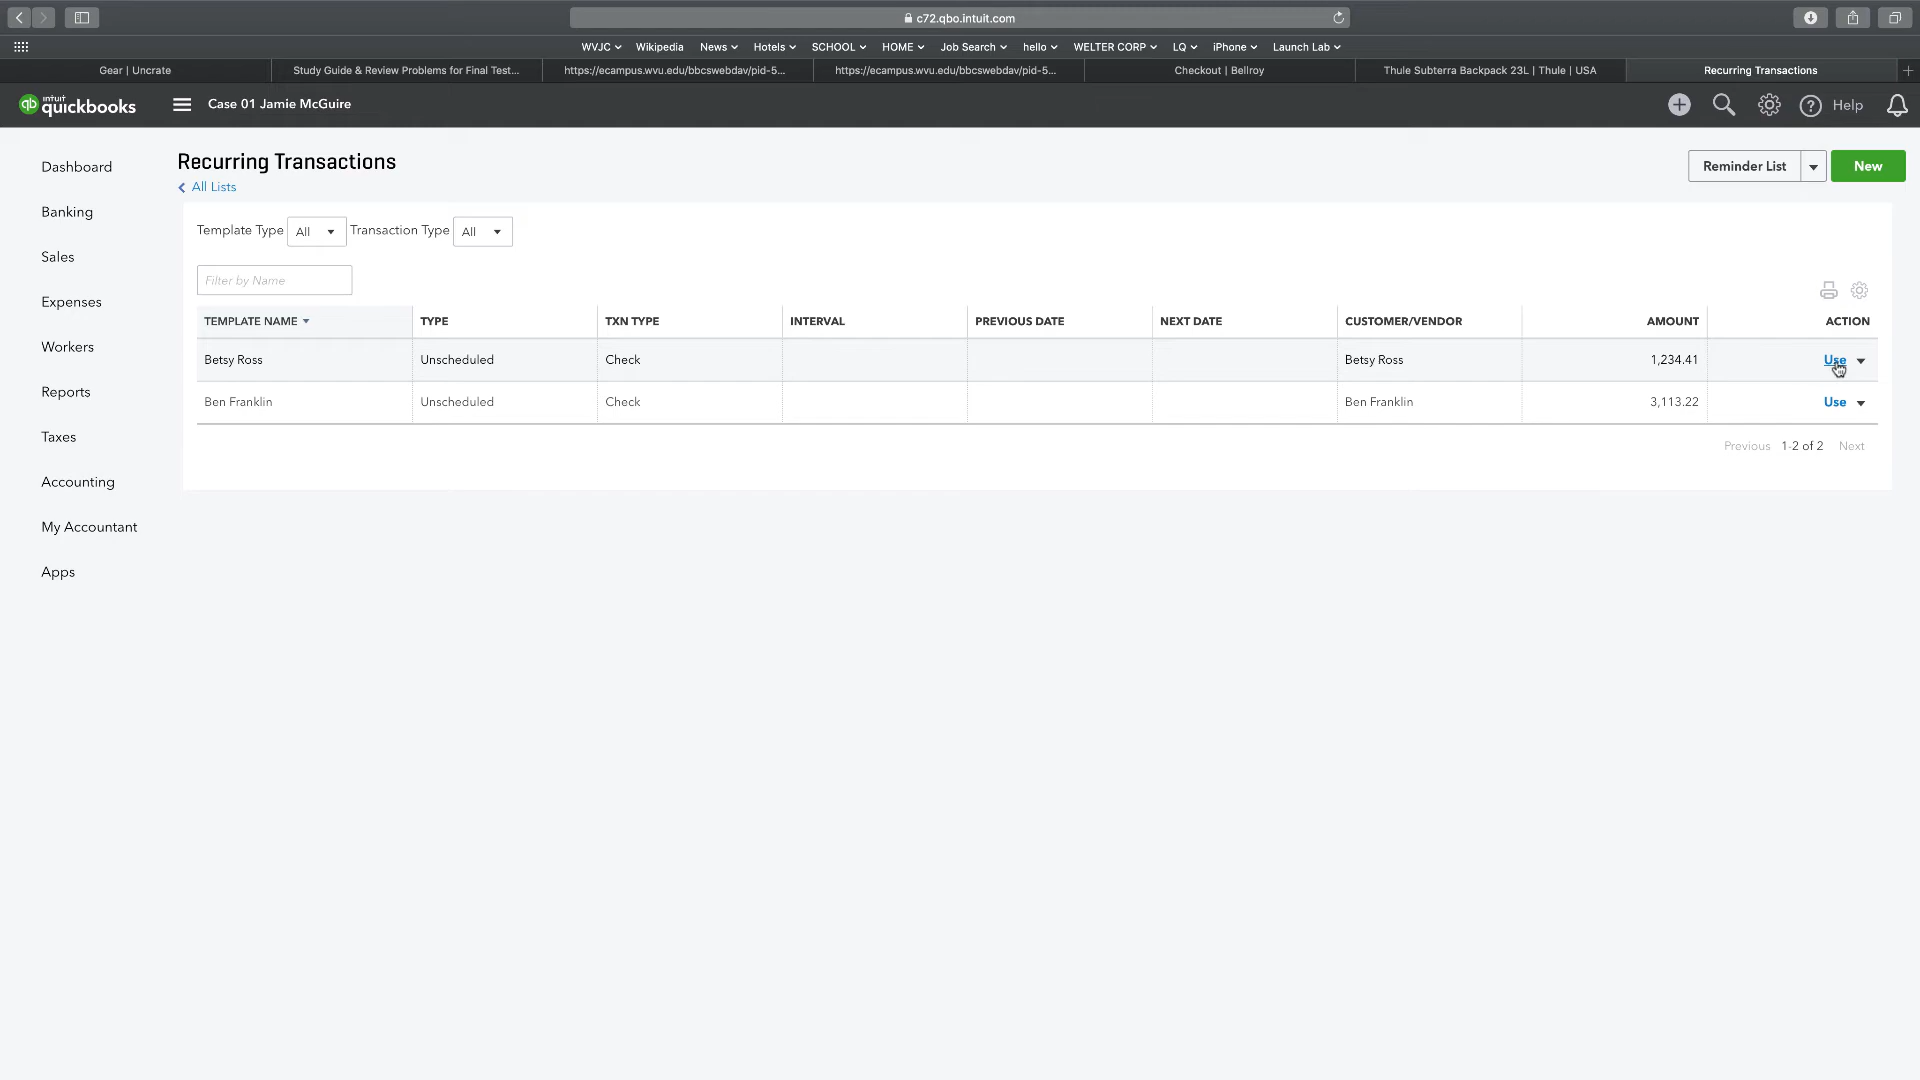 c72.qbo.intuit.com
WVJC Wikipedia News Hotels SCHOOL HOME Job Search hello WELTER CORP LQ iPhone Launch Lab
Gear | Uncrate Study Guide & Review Problems for Final Test... https://ecampus.wvu.edu/bbcswebdav/pid-5... https://ecampus.wvu.edu/bbcswebdav/pid-5... Checkout | Bellroy Thule Subterra Backpack 23L | Thule | USA Recurring Transactions
qb intuit quickbooks Case 01 Jamie McGuire Help
Dashboard
Banking
Sales
Expenses
Workers
Reports
Taxes
Accounting
My Accountant
Apps
Recurring Transactions
All Lists
Reminder List New
Template Type All Transaction Type All
Filter by Name
TEMPLATE NAME TYPE TXN TYPE INTERVAL PREVIOUS DATE NEXT DATE CUSTOMER/VENDOR AMOUNT ACTION
Betsy Ross Unscheduled Check Betsy Ross 1,234.41 Use
Ben Franklin Unscheduled Check Ben Franklin 3,113.22 Use
Previous 1-2 of 2 Next